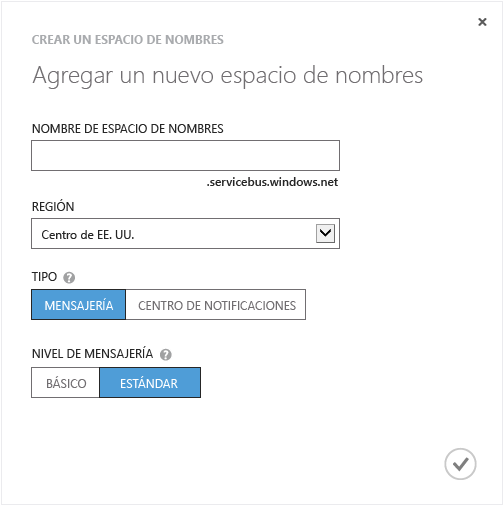 CREAR UN ESPACIO DE NOMBRES
Agregar un nuevo espacio de nombres
NOMBRE DE ESPACIO DE NOMBRES
.servicebus.windows.net
REGIÓN
Centro de EE. UU.
TIPO ?
MENSAJERÍA CENTRO DE NOTIFICACIONES
NIVEL DE MENSAJERÍA ?
BÁSICO ESTÁNDAR